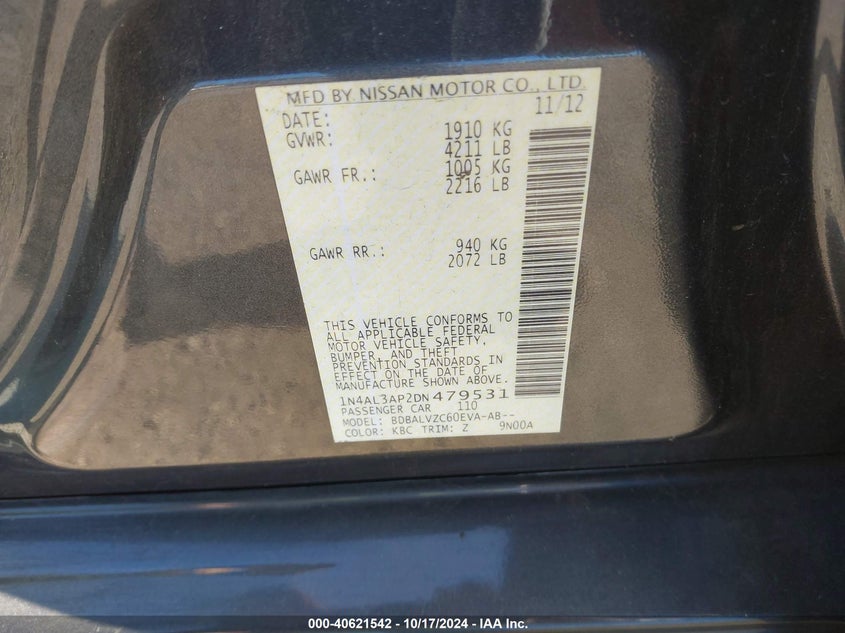 MFD BY NISSAN MOTOR CO., LTD.
DATE: 11/12
GVWR: 1910 KG
4211 LB
GAWR FR.: 1005 KG
2216 LB
GAWR RR.: 940 KG
2072 LB
THIS VEHICLE CONFORMS TO
ALL APPLICABLE FEDERAL
MOTOR VEHICLE SAFETY,
BUMPER, AND THEFT
PREVENTION STANDARDS IN
EFFECT ON THE DATE OF
MANUFACTURE SHOWN ABOVE.
1N4AL3AP2DN479531
PASSENGER CAR 110
MODEL: BDBALVZC60EVA-AB--
COLOR: KBC TRIM: Z 9N00A
000-40621542 - 10/17/2024 - IAA Inc.